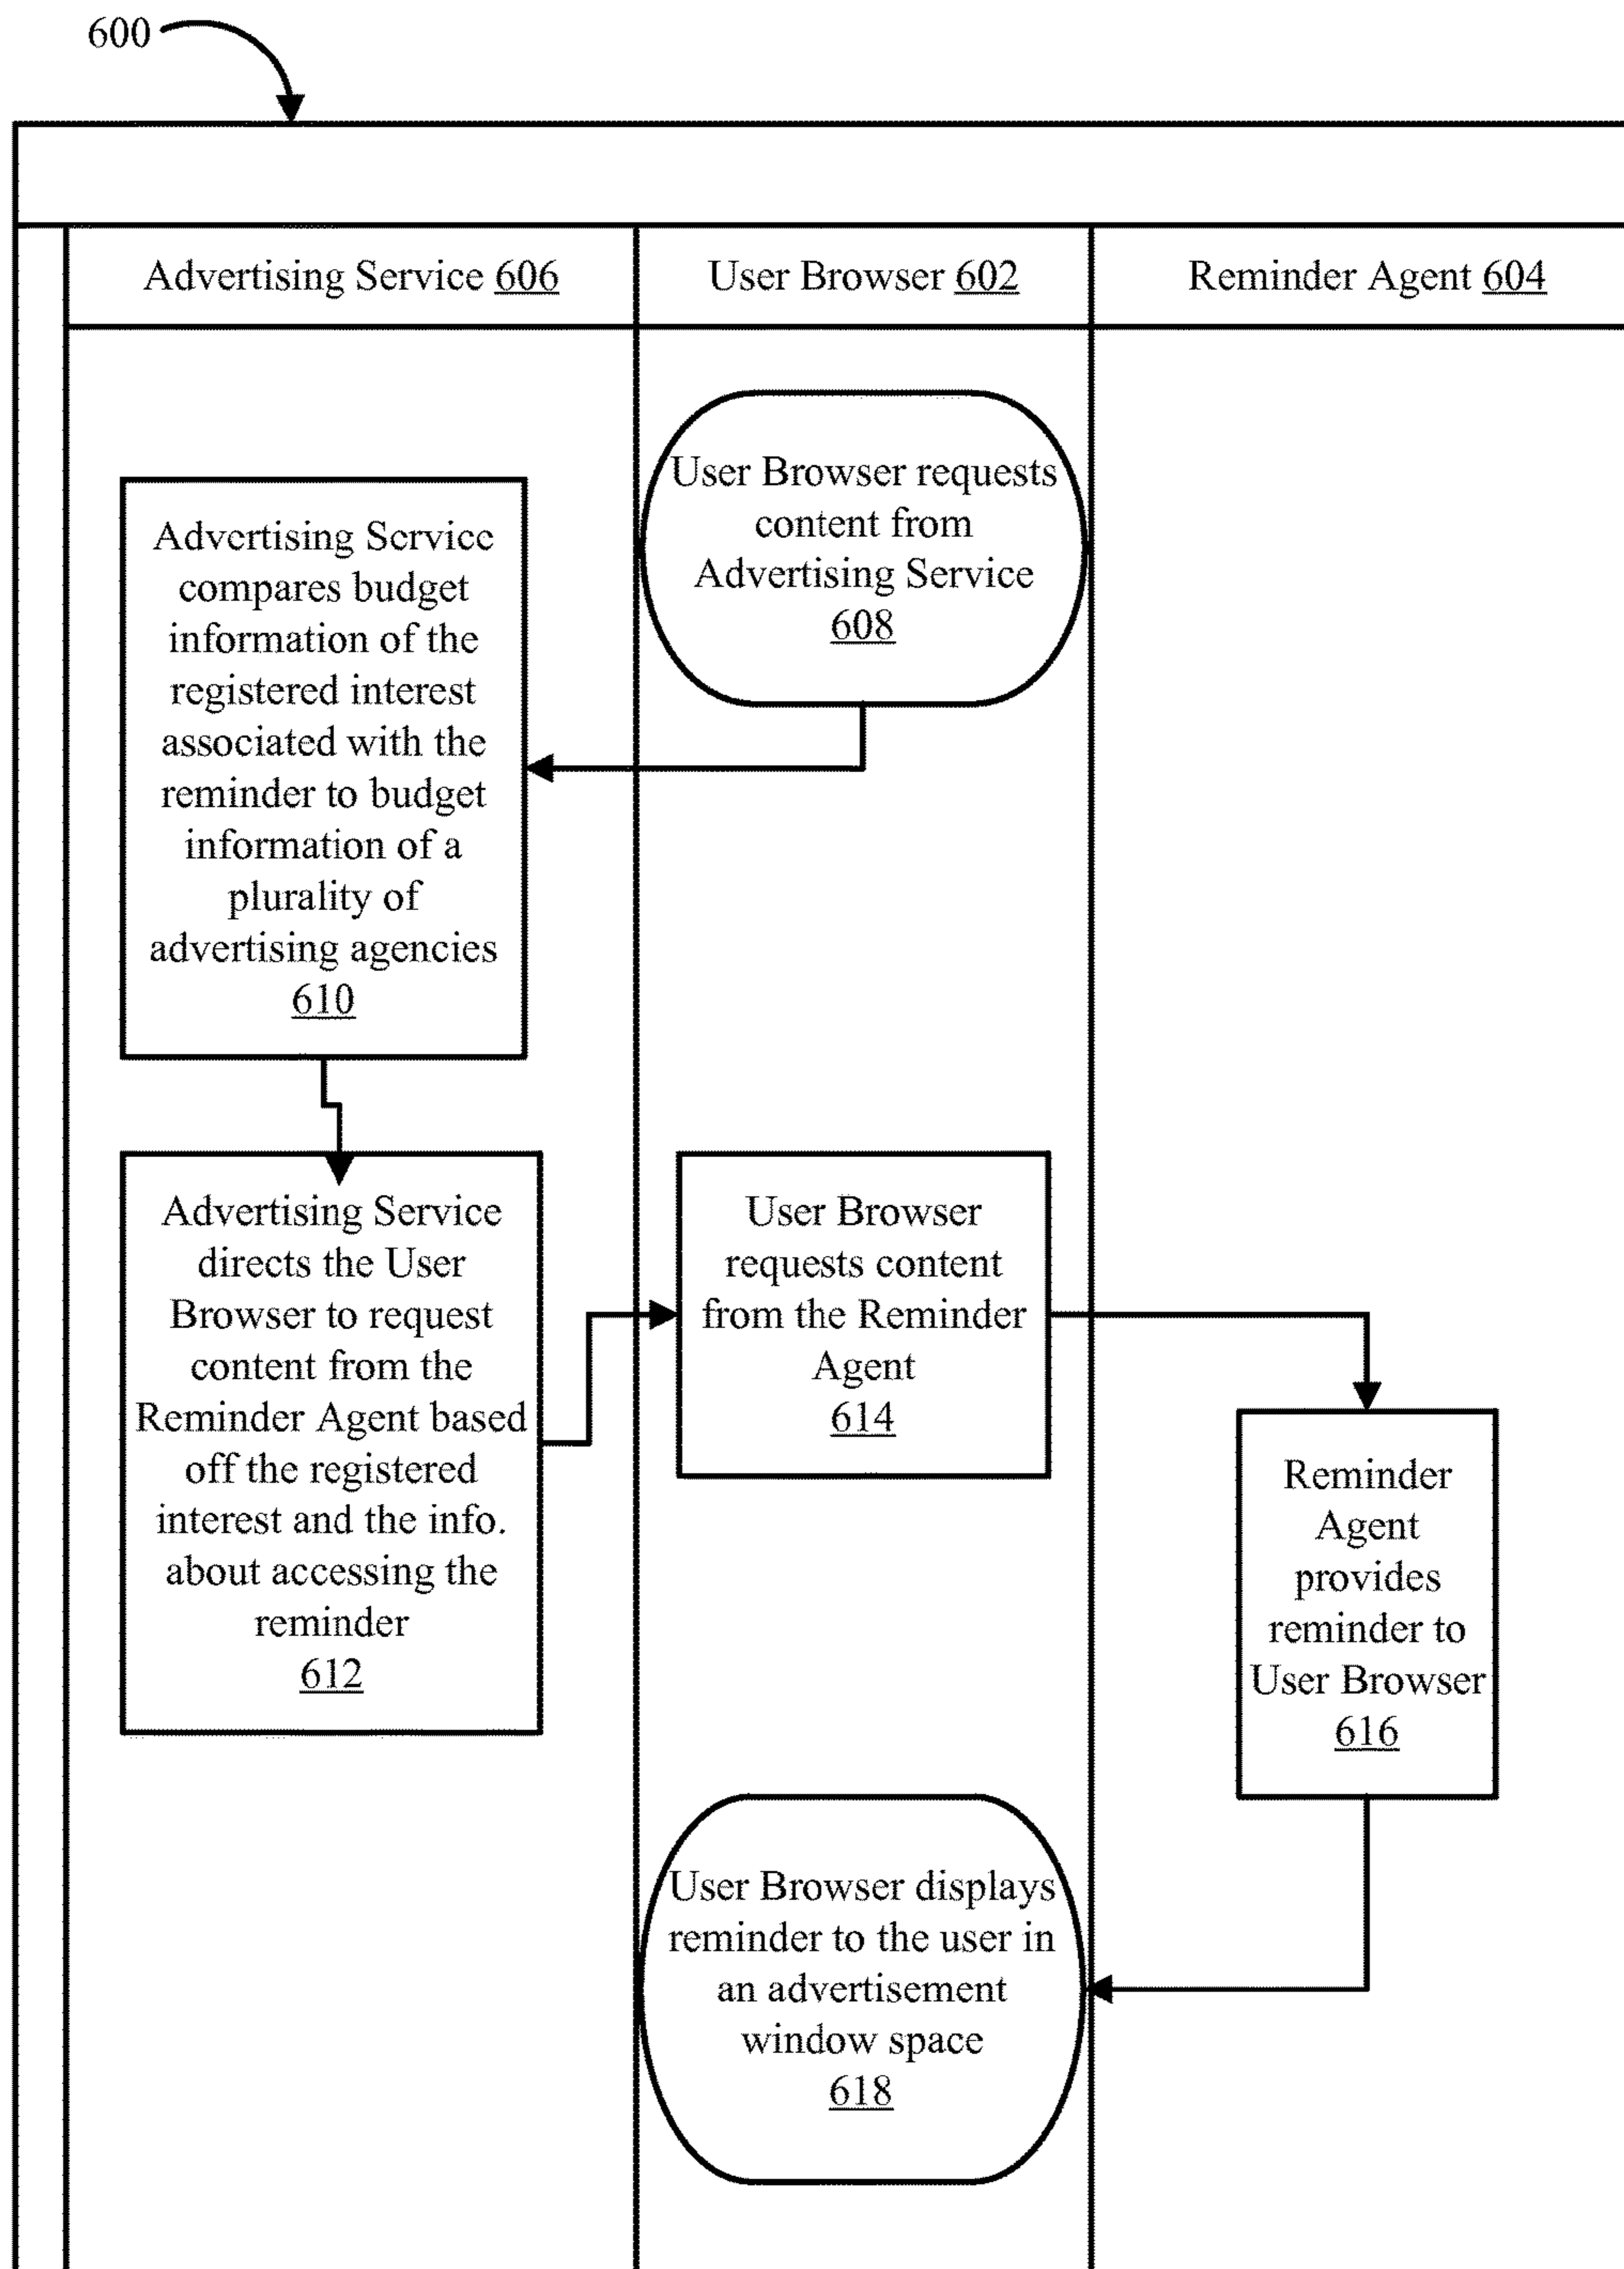 600
Advertising Service 606
User Browser 602
Reminder Agent 604
User Browser requests
content from
Advertising Service
608
Advertising Service
compares budget
information of the
registered interest
associated with the
reminder to budget
information of a
plurality of
advertising agencies
610
Advertising Service
directs the User
Browser to request
content from the
Reminder Agent based
off the registered
interest and the info.
about accessing the
reminder
612
User Browser
requests content
from the Reminder
Agent
614
Reminder
Agent
provides
reminder to
User Browser
616
User Browser displays
reminder to the user in
an advertisement
window space
618